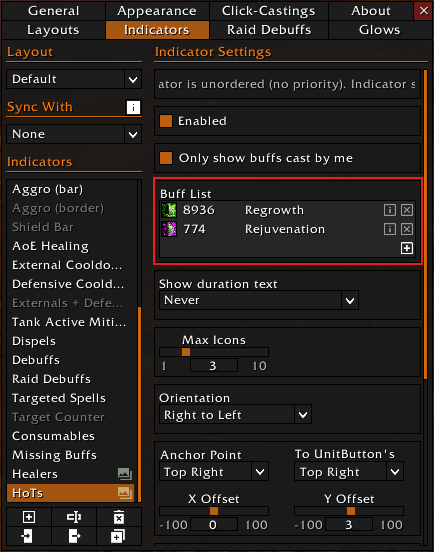 General Appearance Click-Castings About
Layouts Indicators Raid Debuffs Glows
Layout
Default
Sync With
None
Indicators
Aggro (bar)
Aggro (border)
Shield Bar
AoE Healing
External Cooldo...
Defensive Coold...
Externals + Defe...
Tank Active Miti...
Dispels
Debuffs
Raid Debuffs
Targeted Spells
Target Counter
Consumables
Missing Buffs
Healers
HoTs
Indicator Settings
ator is unordered (no priority). Indicator s
Enabled
Only show buffs cast by me
Buff List
8936 Regrowth
774 Rejuvenation
Show duration text
Never
Max Icons
1 3 10
Orientation
Right to Left
Anchor Point To UnitButton's
Top Right Top Right
X Offset Y Offset
-100 0 100 -100 3 100